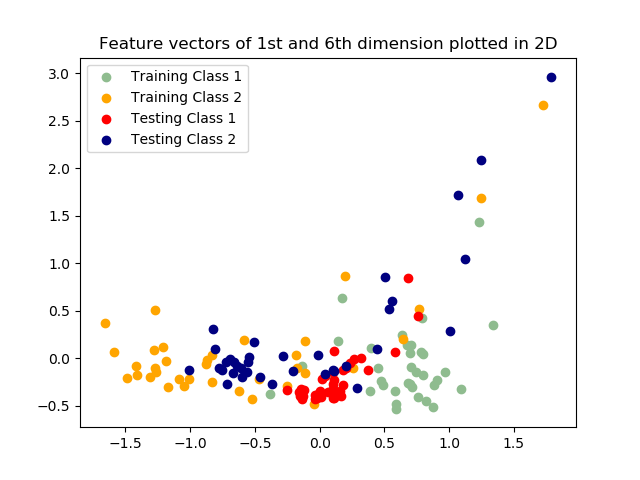 Feature vectors of 1st and 6th dimension plotted in 2D
Training Class 1
Training Class 2
Testing Class 1
Testing Class 2
3.0
2.5
2.0
1.5
1.0
0.5
0.0
−0.5
−1.5 −1.0 −0.5 0.0 0.5 1.0 1.5